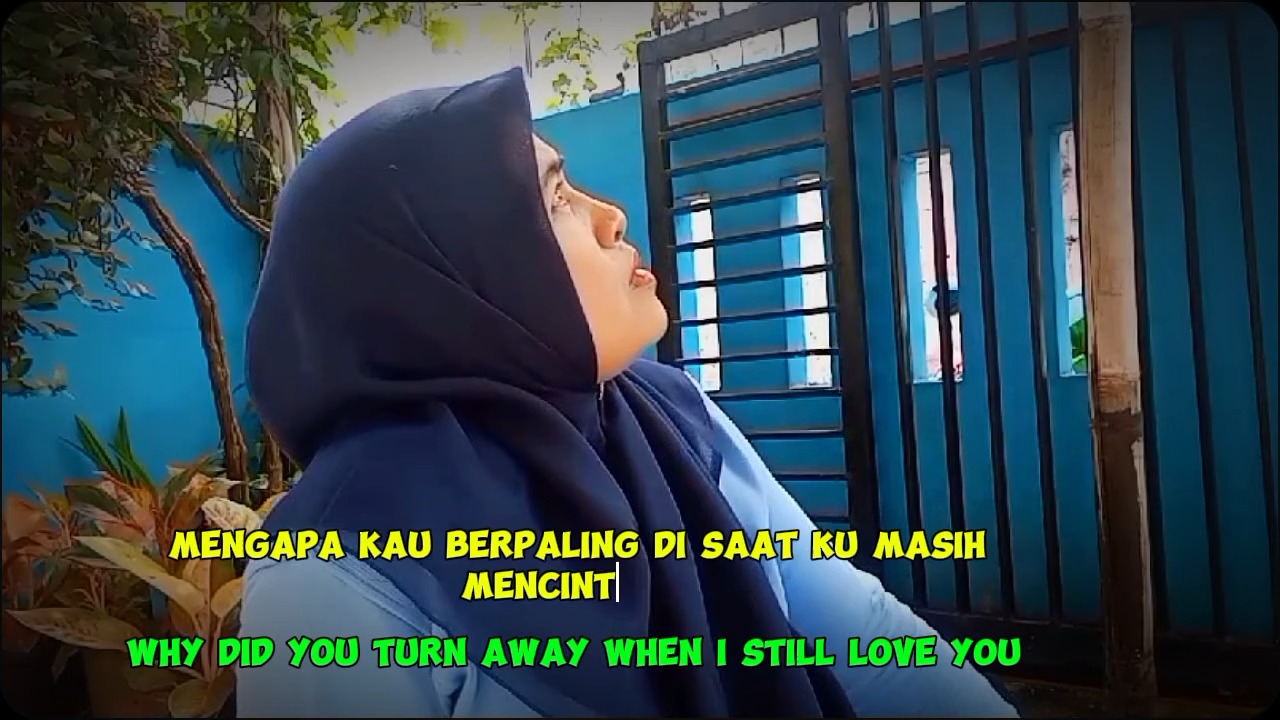 MENGAPA KAU BERPALING DI SAAT KU MASIH
MENCINT
WHY DID YOU TURN AWAY WHEN I STILL LOVE YOU